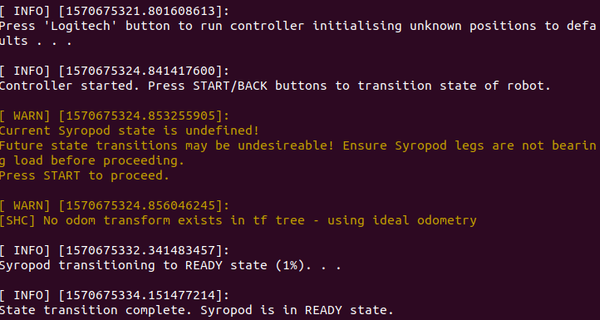 [ INFO] [1570675321.801608613]:
Press 'Logitech' button to run controller initialising unknown positions to defa
ults . . .
[ INFO] [1570675324.841417600]:
Controller started. Press START/BACK buttons to transition state of robot.
[ WARN] [1570675324.853255905]:
Current Syropod state is undefined!
Future state transitions may be undesireable! Ensure Syropod legs are not bearin
g load before proceeding.
Press START to proceed.
[ WARN] [1570675324.856046245]:
[SHC] No odom transform exists in tf tree - using ideal odometry
[ INFO] [1570675332.341483457]:
Syropod transitioning to READY state (1%). . .
[ INFO] [1570675334.151477214]:
State transition complete. Syropod is in READY state.